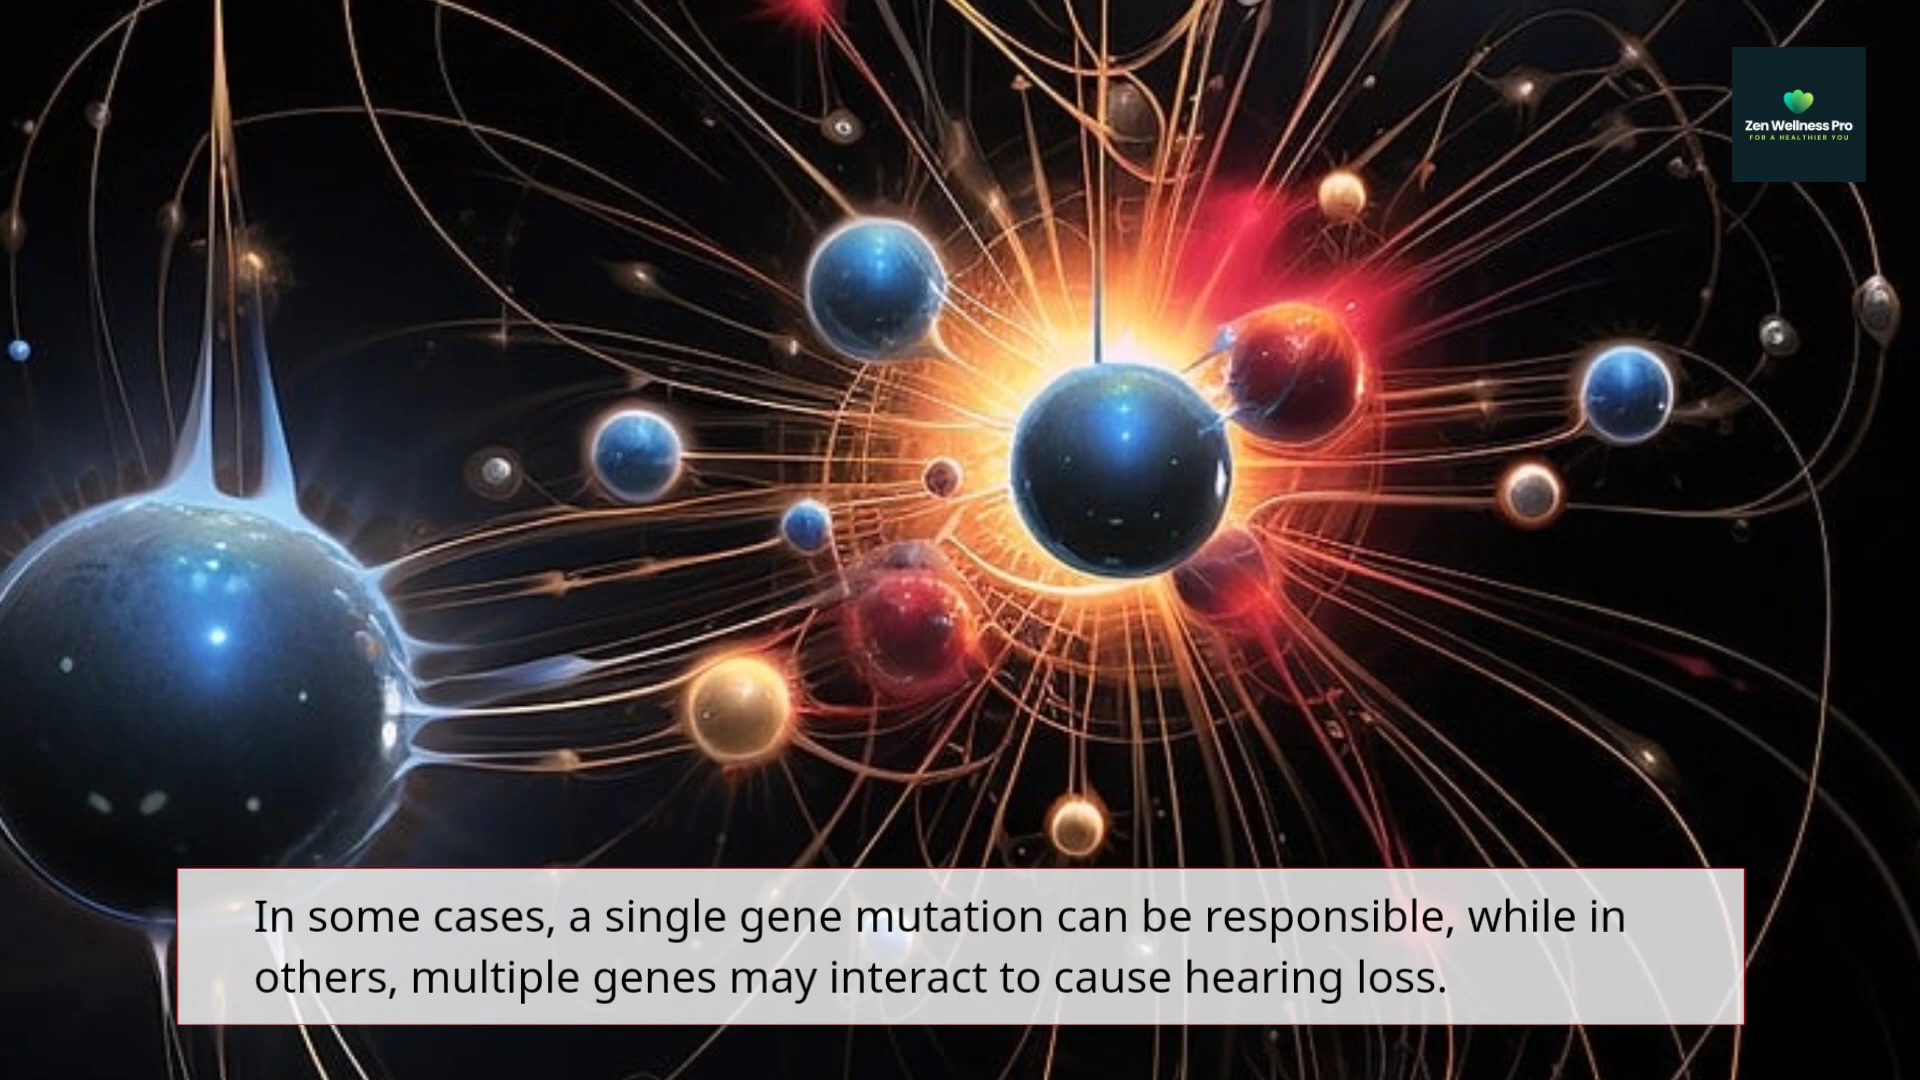 Zen Wellness Pro
FOR A HEALTHIER YOU
In some cases, a single gene mutation can be responsible, while in
others, multiple genes may interact to cause hearing loss.